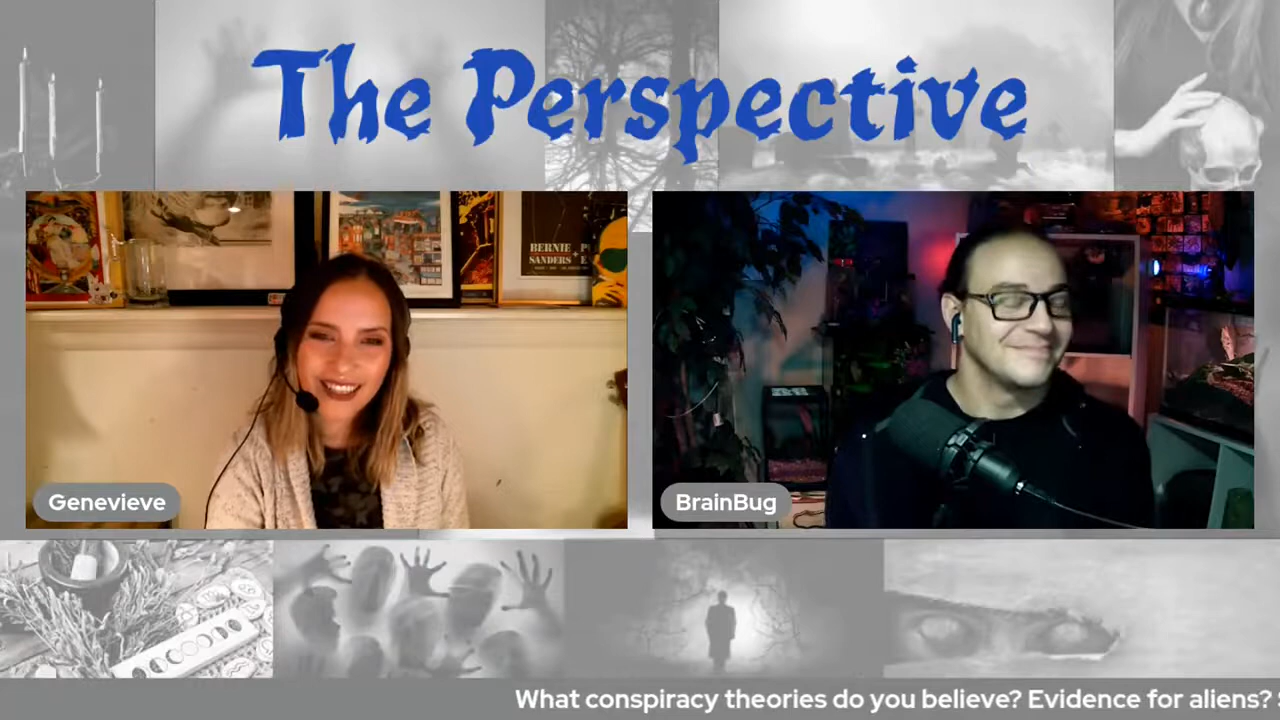 The Perspective
BERNIE
SANDERS
Genevieve
BrainBug
What conspiracy theories do you believe? Evidence for aliens?